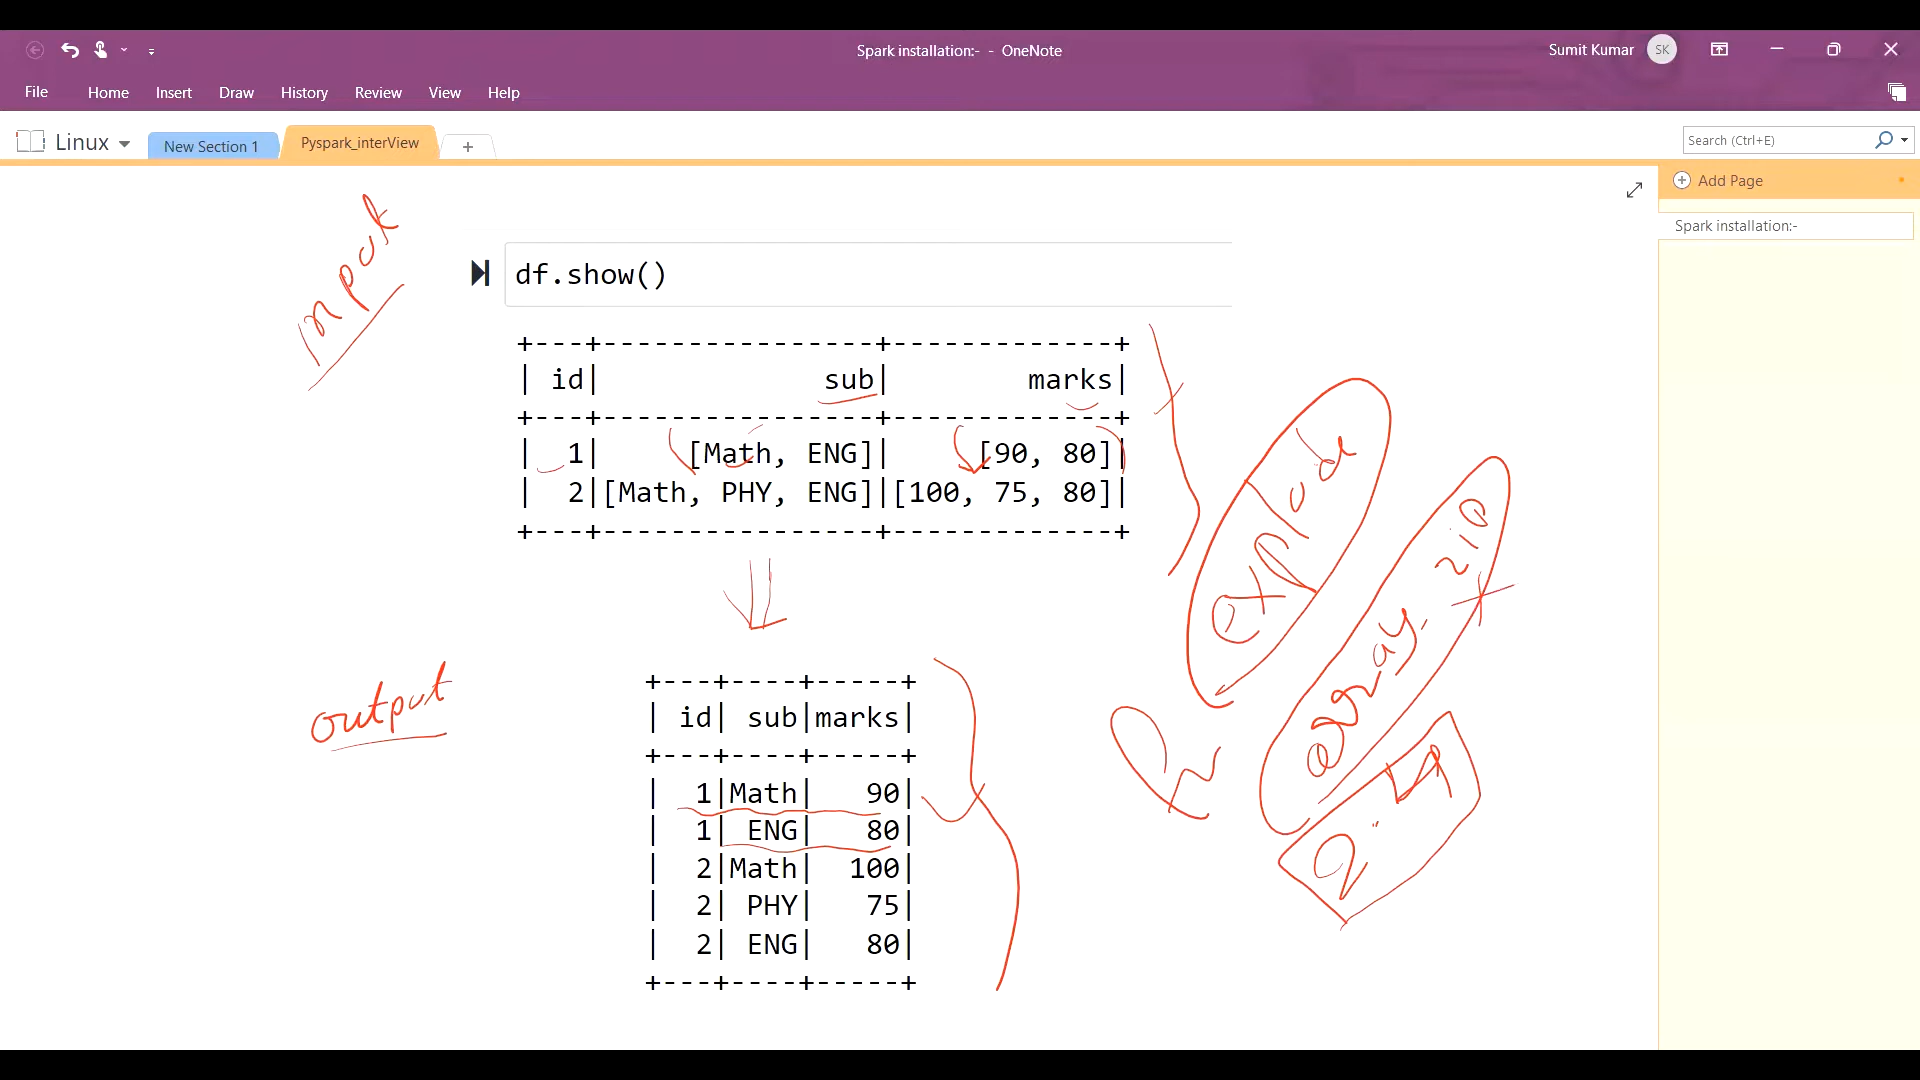 Spark installation:-  -  OneNote
Sumit Kumar
SK
File Home Insert Draw History Review View Help
Linux
New Section 1
Pyspark_interView
+
Search (Ctrl+E)
Add Page
Spark installation:-
input
df.show()
+---+----------------+-------------+
| id|             sub|        marks|
+---+----------------+-------------+
|  1|     [Math, ENG]|     [90, 80]|
|  2|[Math, PHY, ENG]|[100, 75, 80]|
+---+----------------+-------------+
explod
array_zip
output
+---+----+-----+
| id| sub|marks|
+---+----+-----+
|  1|Math|   90|
|  1| ENG|   80|
|  2|Math|  100|
|  2| PHY|   75|
|  2| ENG|   80|
+---+----+-----+